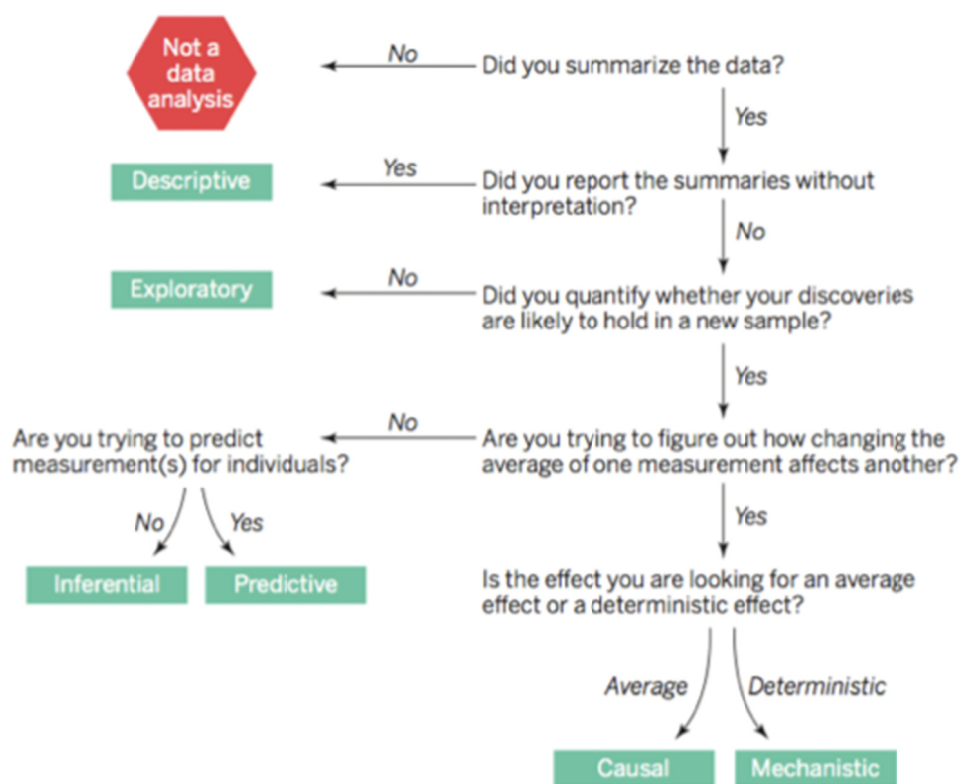 Not a
data
analysis
No
Did you summarize the data?
Yes
Descriptive
Yes
Did you report the summaries without
interpretation?
No
Exploratory
No
Did you quantify whether your discoveries
are likely to hold in a new sample?
Yes
Are you trying to predict
measurement(s) for individuals?
No
Are you trying to figure out how changing the
average of one measurement affects another?
No
Yes
Yes
Inferential
Predictive
Is the effect you are looking for an average
effect or a deterministic effect?
Average
Deterministic
Causal
Mechanistic